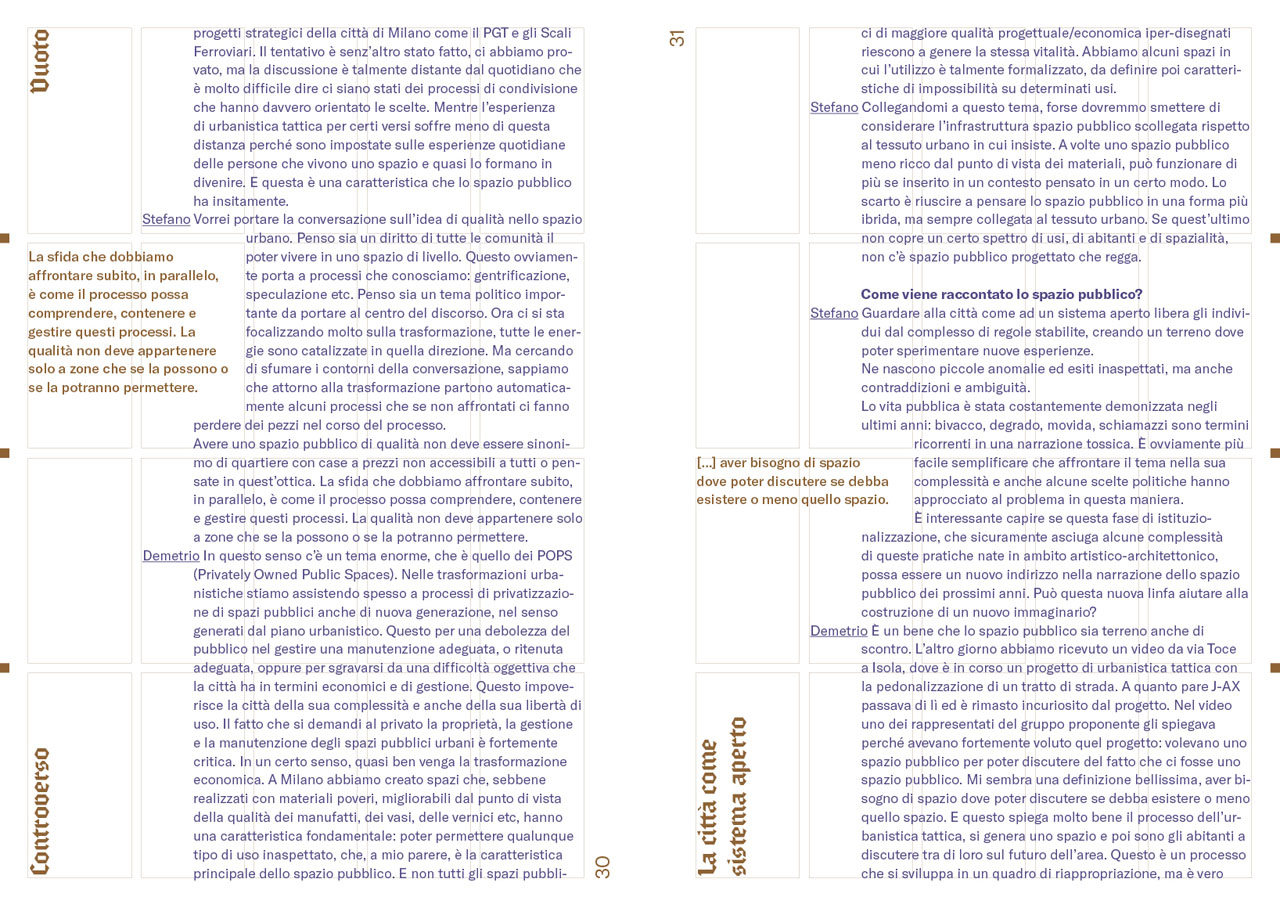 Vuoto
progetti strategici della città di Milano come il PGT e gli Scali
Ferroviari. Il tentativo è senz’altro stato fatto, ci abbiamo pro-
vato, ma la discussione è talmente distante dal quotidiano che
è molto difficile dire ci siano stati dei processi di condivisione
che hanno davvero orientato le scelte. Mentre l’esperienza
di urbanistica tattica per certi versi soffre meno di questa
distanza perché sono impostate sulle esperienze quotidiane
delle persone che vivono uno spazio e quasi lo formano in
divenire. E questa è una caratteristica che lo spazio pubblico
ha insitamente.
Stefano Vorrei portare la conversazione sull’idea di qualità nello spazio
urbano. Penso sia un diritto di tutte le comunità il
poter vivere in uno spazio di livello. Questo ovviamen-
te porta a processi che conosciamo: gentrificazione,
speculazione etc. Penso sia un tema politico impor-
tante da portare al centro del discorso. Ora ci si sta
focalizzando molto sulla trasformazione, tutte le ener-
gie sono catalizzate in quella direzione. Ma cercando
di sfumare i contorni della conversazione, sappiamo
che attorno alla trasformazione partono automatica-
mente alcuni processi che se non affrontati ci fanno
perdere dei pezzi nel corso del processo.
Avere uno spazio pubblico di qualità non deve essere sinoni-
mo di quartiere con case a prezzi non accessibili a tutti o pen-
sate in quest’ottica. La sfida che dobbiamo affrontare subito,
in parallelo, è come il processo possa comprendere, contenere
e gestire questi processi. La qualità non deve appartenere solo
a zone che se la possono o se la potranno permettere.
La sfida che dobbiamo
affrontare subito, in parallelo,
è come il processo possa
comprendere, contenere e
gestire questi processi. La
qualità non deve appartenere
solo a zone che se la possono o
se la potranno permettere.
Demetrio In questo senso c’è un tema enorme, che è quello dei POPS
(Privately Owned Public Spaces). Nelle trasformazioni urba-
nistiche stiamo assistendo spesso a processi di privatizzazio-
ne di spazi pubblici anche di nuova generazione, nel senso
generati dal piano urbanistico. Questo per una debolezza del
pubblico nel gestire una manutenzione adeguata, o ritenuta
adeguata, oppure per sgravarsi da una difficoltà oggettiva che
la città ha in termini economici e di gestione. Questo impove-
risce la città della sua complessità e anche della sua libertà di
uso. Il fatto che si demandi al privato la proprietà, la gestione
e la manutenzione degli spazi pubblici urbani è fortemente
critica. In un certo senso, quasi ben venga la trasformazione
economica. A Milano abbiamo creato spazi che, sebbene
realizzati con materiali poveri, migliorabili dal punto di vista
della qualità dei manufatti, dei vasi, delle vernici etc, hanno
una caratteristica fondamentale: poter permettere qualunque
tipo di uso inaspettato, che, a mio parere, è la caratteristica
principale dello spazio pubblico. E non tutti gli spazi pubbli-
Controverso
30
31
ci di maggiore qualità progettuale/economica iper-disegnati
riescono a genere la stessa vitalità. Abbiamo alcuni spazi in
cui l’utilizzo è talmente formalizzato, da definire poi caratteri-
stiche di impossibilità su determinati usi.
Stefano Collegandomi a questo tema, forse dovremmo smettere di
considerare l’infrastruttura spazio pubblico scollegata rispetto
al tessuto urbano in cui insiste. A volte uno spazio pubblico
meno ricco dal punto di vista dei materiali, può funzionare di
più se inserito in un contesto pensato in un certo modo. Lo
scarto è riuscire a pensare lo spazio pubblico in una forma più
ibrida, ma sempre collegata al tessuto urbano. Se quest’ultimo
non copre un certo spettro di usi, di abitanti e di spazialità,
non c’è spazio pubblico progettato che regga.
Come viene raccontato lo spazio pubblico?
Stefano Guardare alla città come ad un sistema aperto libera gli indivi-
dui dal complesso di regole stabilite, creando un terreno dove
poter sperimentare nuove esperienze.
Ne nascono piccole anomalie ed esiti inaspettati, ma anche
contraddizioni e ambiguità.
Lo vita pubblica è stata costantemente demonizzata negli
ultimi anni: bivacco, degrado, movida, schiamazzi sono termini
ricorrenti in una narrazione tossica. È ovviamente più
facile semplificare che affrontare il tema nella sua
complessità e anche alcune scelte politiche hanno
approcciato al problema in questa maniera.
È interessante capire se questa fase di istituzio-
nalizzazione, che sicuramente asciuga alcune complessità
di queste pratiche nate in ambito artistico-architettonico,
possa essere un nuovo indirizzo nella narrazione dello spazio
pubblico dei prossimi anni. Può questa nuova linfa aiutare alla
costruzione di un nuovo immaginario?
[...] aver bisogno di spazio
dove poter discutere se debba
esistere o meno quello spazio.
Demetrio È un bene che lo spazio pubblico sia terreno anche di
scontro. L’altro giorno abbiamo ricevuto un video da via Toce
a Isola, dove è in corso un progetto di urbanistica tattica con
la pedonalizzazione di un tratto di strada. A quanto pare J-AX
passava di lì ed è rimasto incuriosito dal progetto. Nel video
uno dei rappresentati del gruppo proponente gli spiegava
perché avevano fortemente voluto quel progetto: volevano uno
spazio pubblico per poter discutere del fatto che ci fosse uno
spazio pubblico. Mi sembra una definizione bellissima, aver bi-
sogno di spazio dove poter discutere se debba esistere o meno
quello spazio. E questo spiega molto bene il processo dell’ur-
banistica tattica, si genera uno spazio e poi sono gli abitanti a
discutere tra di loro sul futuro dell’area. Questo è un processo
che si sviluppa in un quadro di riappropriazione, ma è vero
La città come
sistema aperto